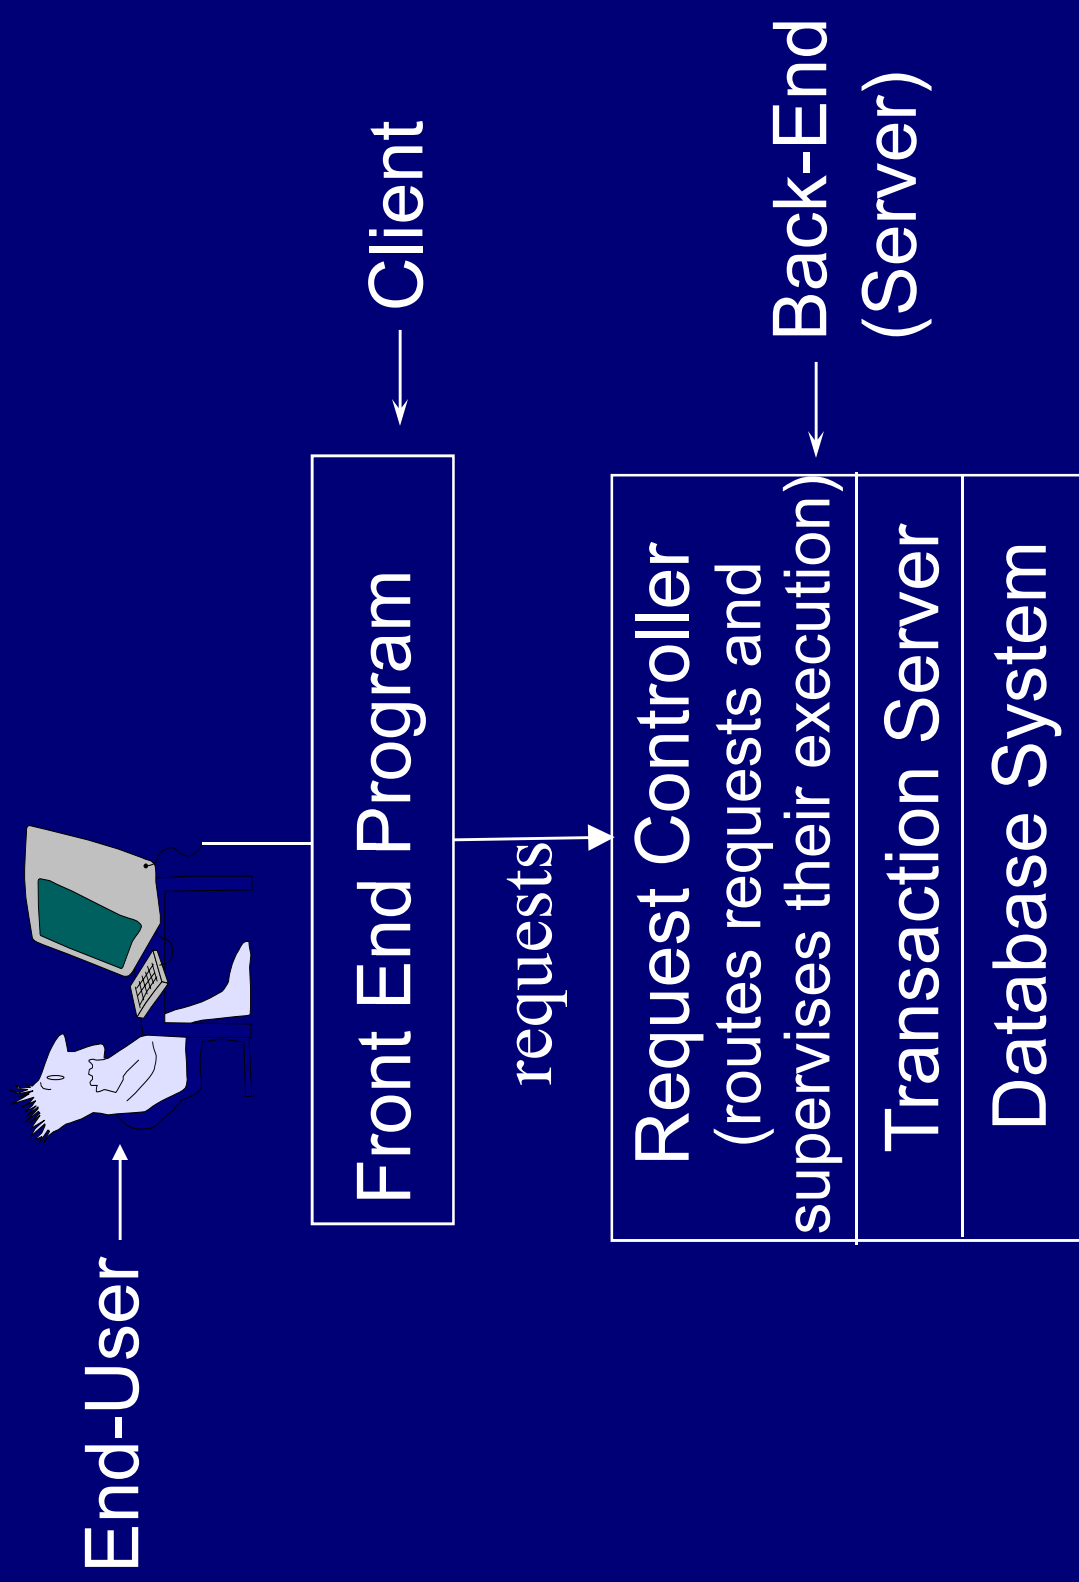 End-User
Front End Program
Client
requests
Request Controller
(routes requests and
supervises their execution)
Transaction Server
Database System
Back-End
(Server)